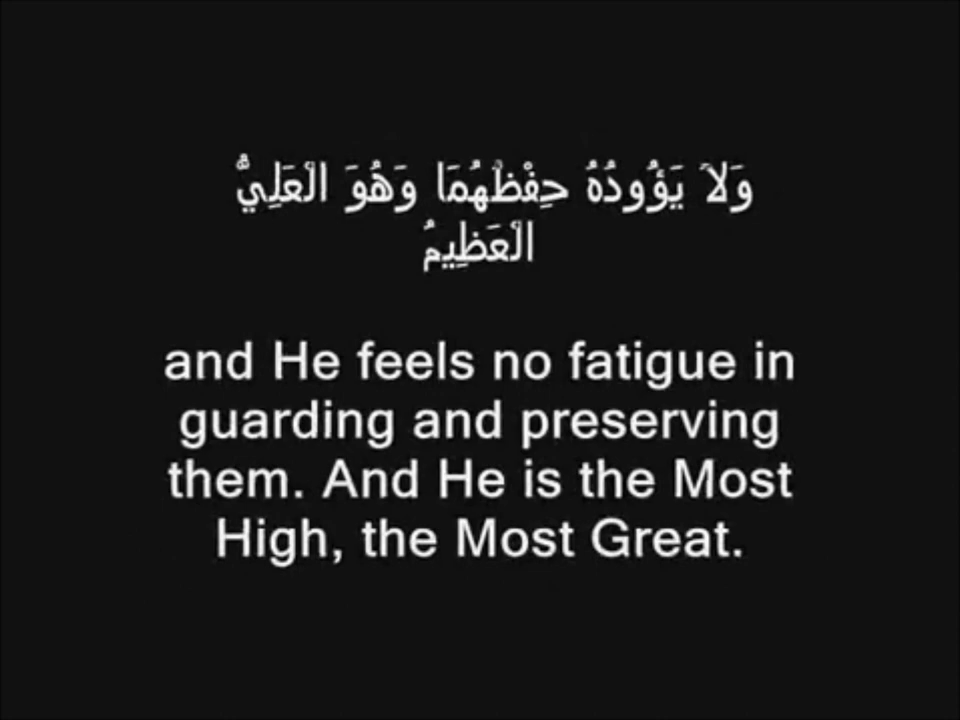 وَلاَ يَؤُودُهُ حِفْظُهُمَا وَهُوَ الْعَلِيُّ
الْعَظِيمُ
and He feels no fatigue in
guarding and preserving
them. And He is the Most
High, the Most Great.